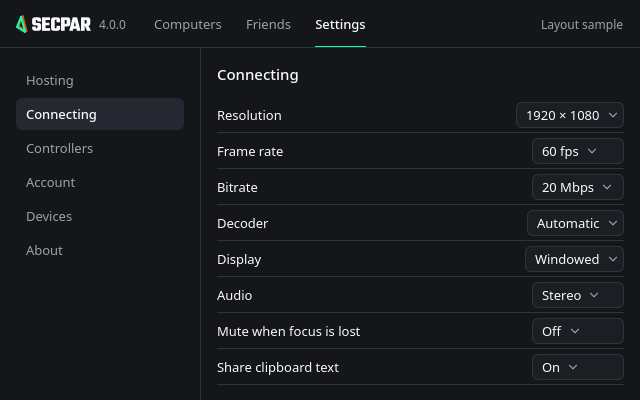 SECPAR 4.0.0 Computers Friends Settings Layout sample
Hosting
Connecting
Controllers
Account
Devices
About
Connecting
Resolution 1920 × 1080
Frame rate 60 fps
Bitrate 20 Mbps
Decoder Automatic
Display Windowed
Audio Stereo
Mute when focus is lost Off
Share clipboard text On